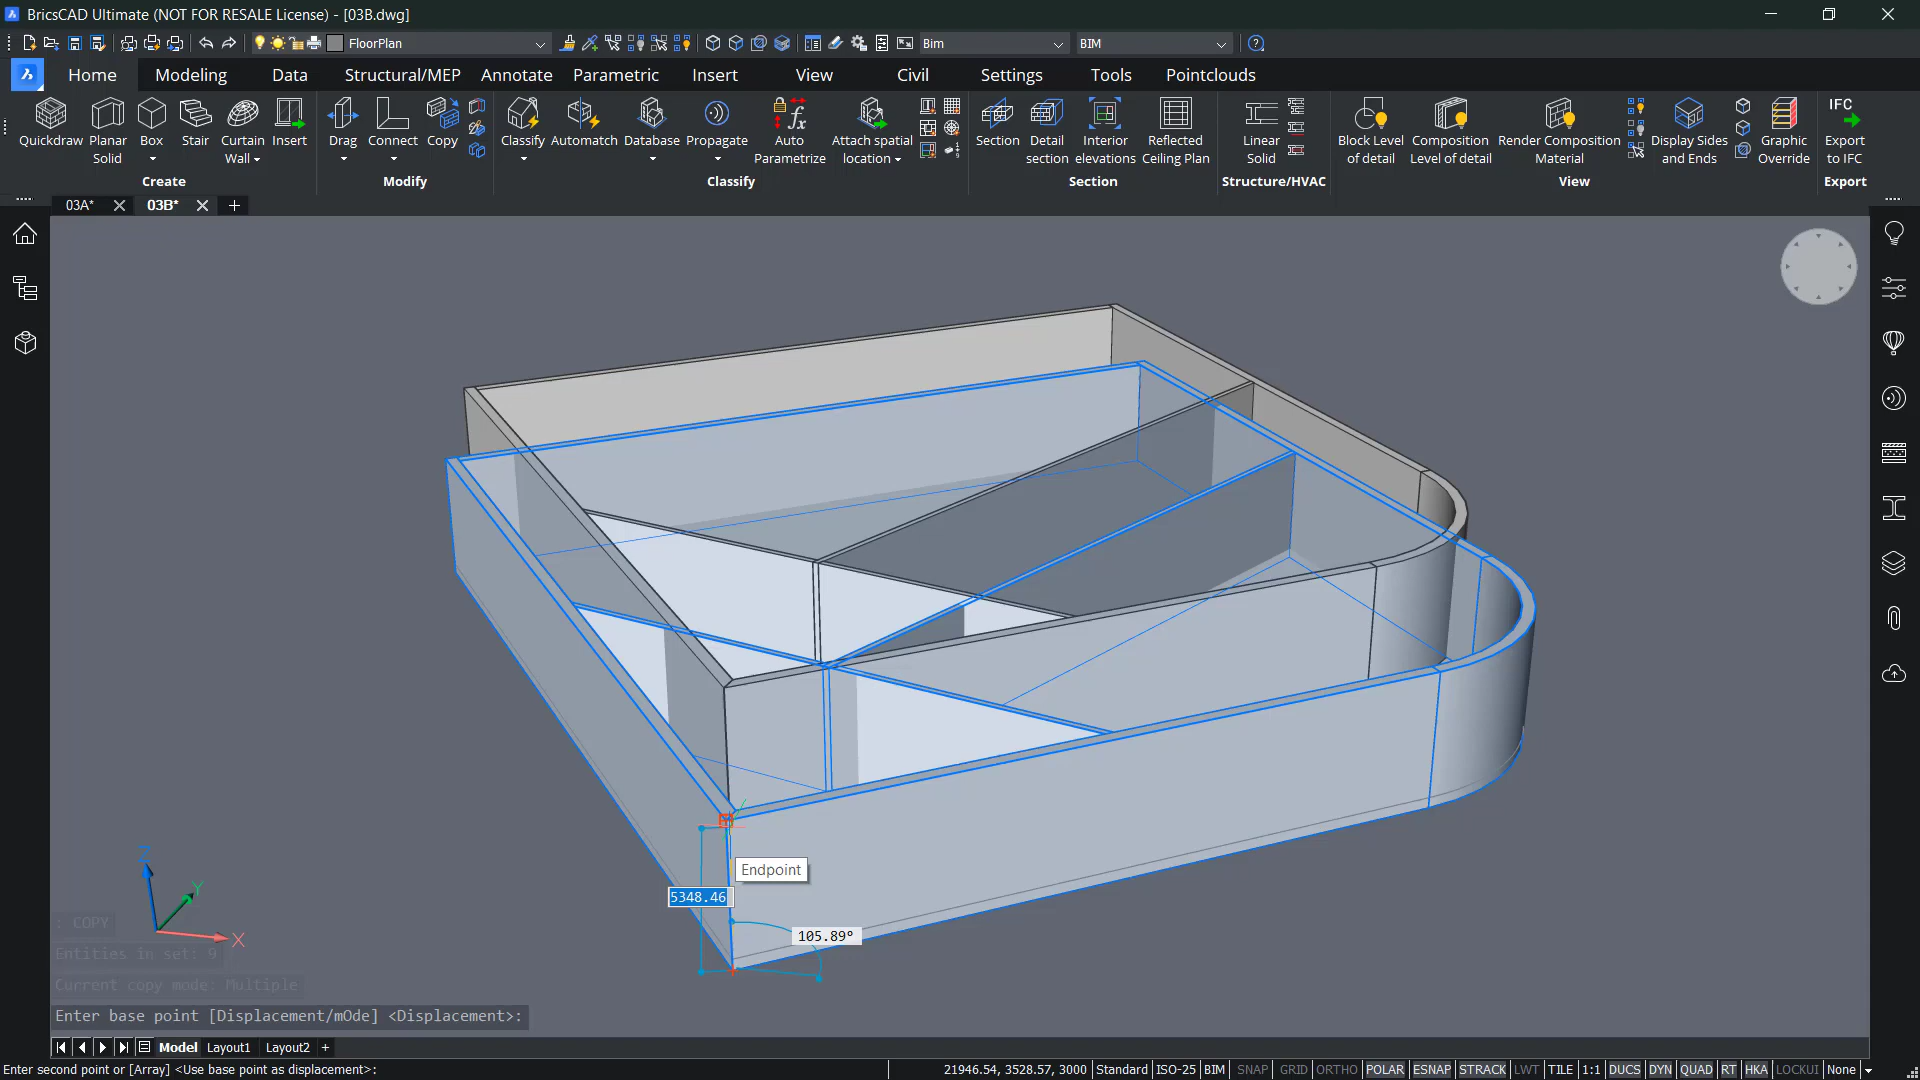 BricsCAD Ultimate (NOT FOR RESALE License) - [03B.dwg]
FloorPlan
Bim
BIM
Home Modeling Data Structural/MEP Annotate Parametric Insert View Civil Settings Tools Pointclouds
Quickdraw
Planar Solid
Box
Stair
Curtain Wall
Insert
Create
Drag
Connect
Copy
Modify
Classify
Automatch
Database
Propagate
Auto Parametrize
Attach spatial location
Classify
Section
Detail section
Interior elevations
Reflected Ceiling Plan
Section
Linear Solid
Structure/HVAC
Block Level of detail
Composition Level of detail
Render Composition Material
Display Sides and Ends
Graphic Override
View
IFC
Export to IFC
Export
03A* 03B* +
Endpoint
5348.46
105.89°
Z
Y
X
: COPY
Entities in set: 9
Current copy mode: Multiple
Enter base point [Displacement/mOde] <Displacement>:
Model Layout1 Layout2 +
Enter second point or [Array] <Use base point as displacement>:
21946.54, 3528.57, 3000 Standard ISO-25 BIM SNAP GRID ORTHO POLAR ESNAP STRACK LWT TILE 1:1 DUCS DYN QUAD RT HKA LOCKUI None